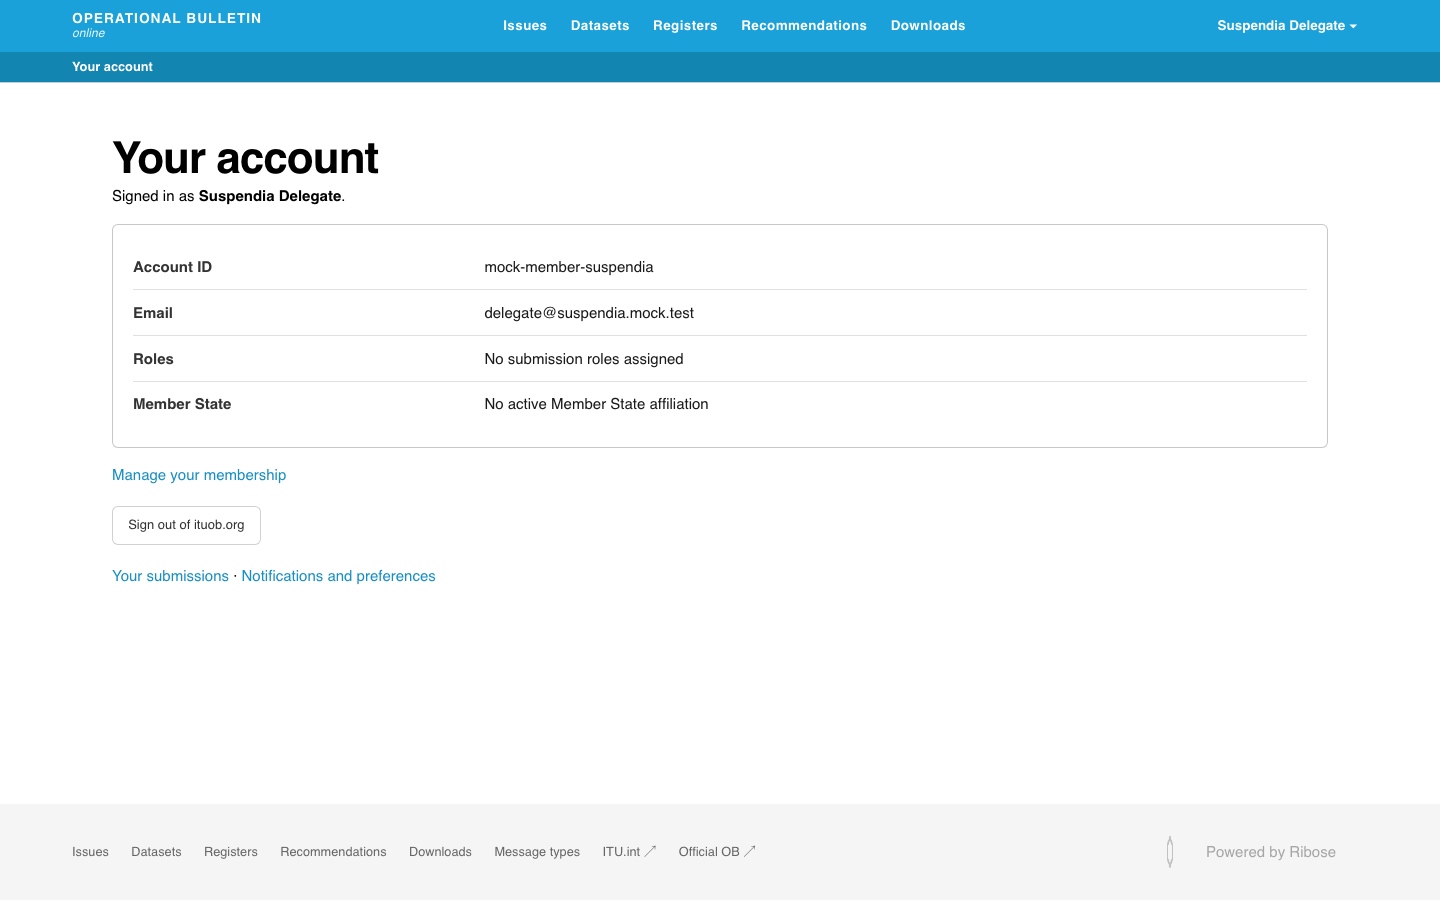 OPERATIONAL BULLETIN
online
Issues Datasets Registers Recommendations Downloads
Suspendia Delegate
Your account
Your account
Signed in as Suspendia Delegate.
Account ID mock-member-suspendia
Email delegate@suspendia.mock.test
Roles No submission roles assigned
Member State No active Member State affiliation
Manage your membership
Sign out of ituob.org
Your submissions · Notifications and preferences
Issues Datasets Registers Recommendations Downloads Message types ITU.int ↗ Official OB ↗
Powered by Ribose